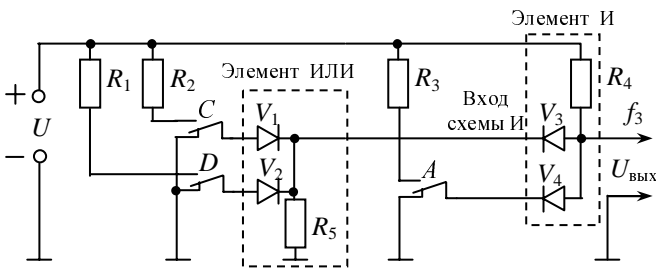 Элемент И
Элемент ИЛИ
R1
R2
R3
R4
Вход
схемы И
+
U
−
C
V1
V3
f3
D
V2
A
V4
Uвых
R5